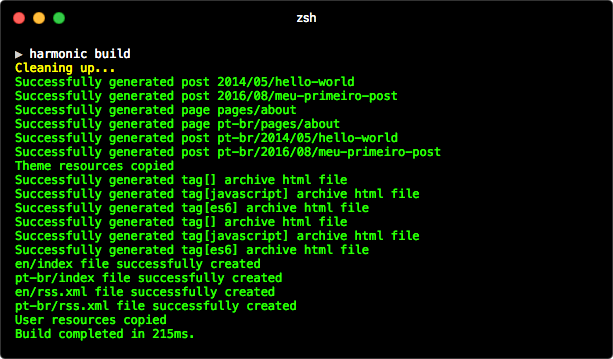 zsh
▶ harmonic build
Cleaning up...
Successfully generated post 2014/05/hello-world
Successfully generated post 2016/08/meu-primeiro-post
Successfully generated page pages/about
Successfully generated page pt-br/pages/about
Successfully generated post pt-br/2014/05/hello-world
Successfully generated post pt-br/2016/08/meu-primeiro-post
Theme resources copied
Successfully generated tag[] archive html file
Successfully generated tag[javascript] archive html file
Successfully generated tag[es6] archive html file
Successfully generated tag[] archive html file
Successfully generated tag[javascript] archive html file
Successfully generated tag[es6] archive html file
en/index file successfully created
pt-br/index file successfully created
en/rss.xml file successfully created
pt-br/rss.xml file successfully created
User resources copied
Build completed in 215ms.